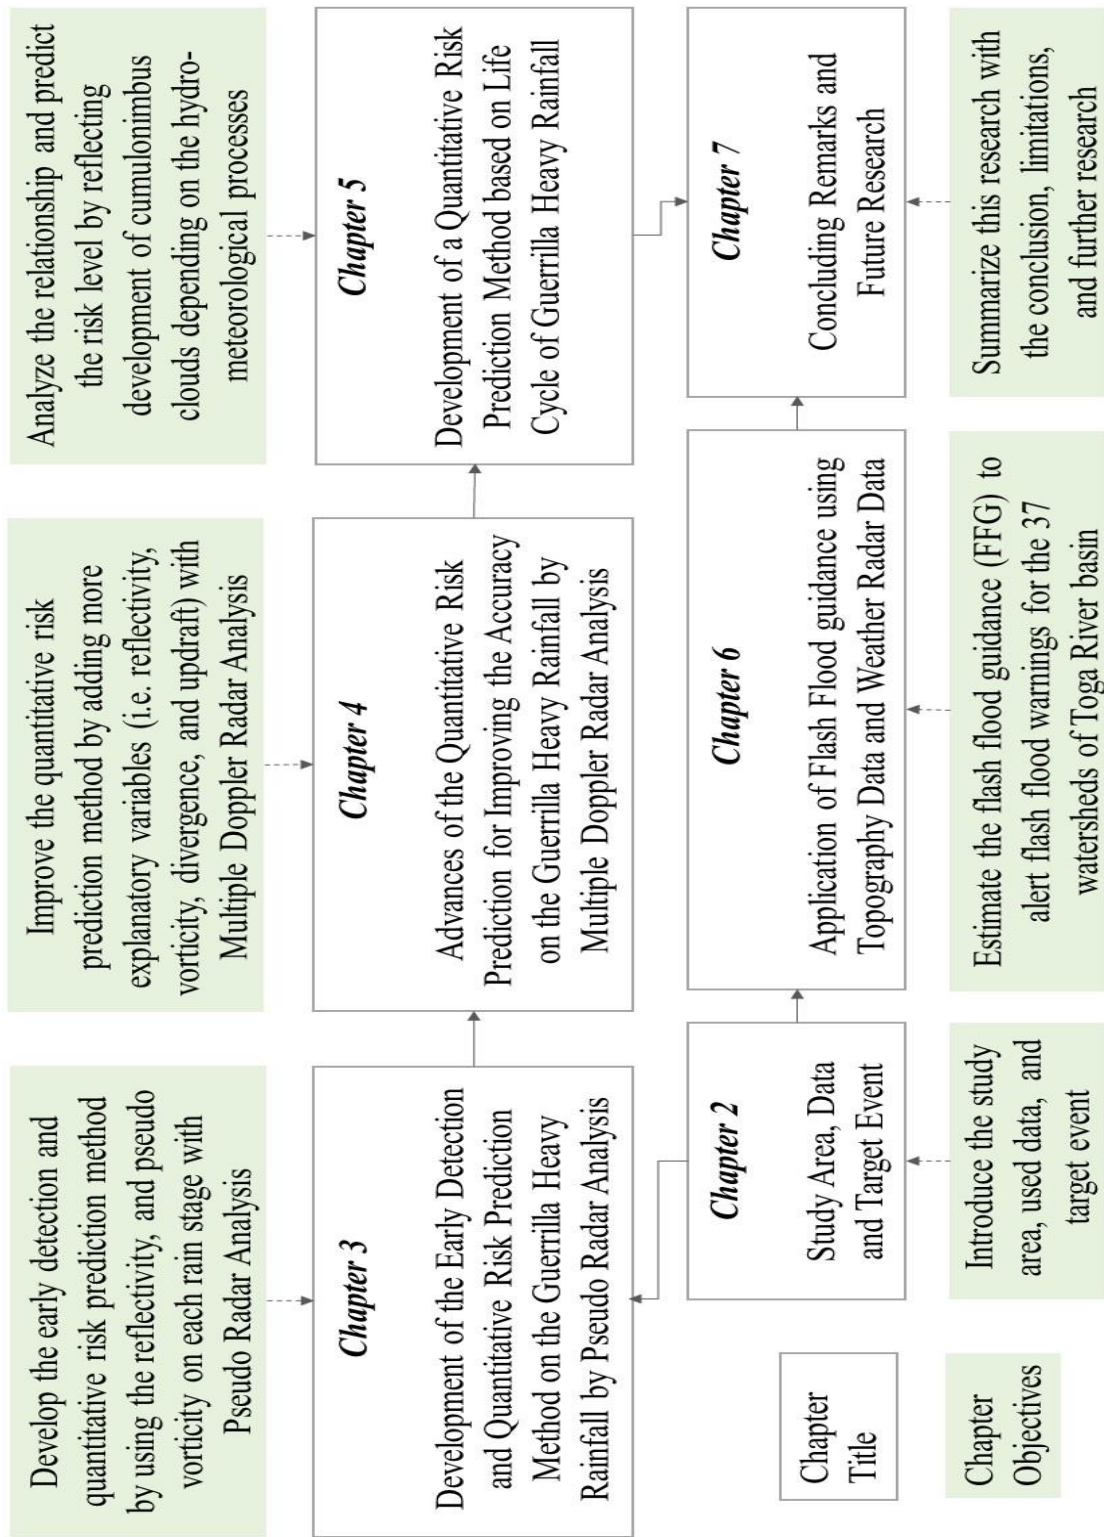 Develop the early detection and
quantitative risk prediction method
by using the reflectivity, and pseudo
vorticity on each rain stage with
Pseudo Radar Analysis
Improve the quantitative risk
prediction method by adding more
explanatory variables (i.e. reflectivity,
vorticity, divergence, and updraft) with
Multiple Doppler Radar Analysis
Analyze the relationship and predict
the risk level by reflecting
development of cumulonimbus
clouds depending on the hydro-
meteorological processes
Chapter 3
Development of the Early Detection
and Quantitative Risk Prediction
Method on the Guerrilla Heavy
Rainfall by Pseudo Radar Analysis
Chapter 4
Advances of the Quantitative Risk
Prediction for Improving the Accuracy
on the Guerrilla Heavy Rainfall by
Multiple Doppler Radar Analysis
Chapter 5
Development of a Quantitative Risk
Prediction Method based on Life
Cycle of Guerrilla Heavy Rainfall
Chapter
Title
Chapter 2
Study Area, Data
and Target Event
Chapter 6
Application of Flash Flood guidance using
Topography Data and Weather Radar Data
Chapter 7
Concluding Remarks and
Future Research
Chapter
Objectives
Introduce the study
area, used data, and
target event
Estimate the flash flood guidance (FFG) to
alert flash flood warnings for the 37
watersheds of Toga River basin
Summarize this research with
the conclusion, limitations,
and further research